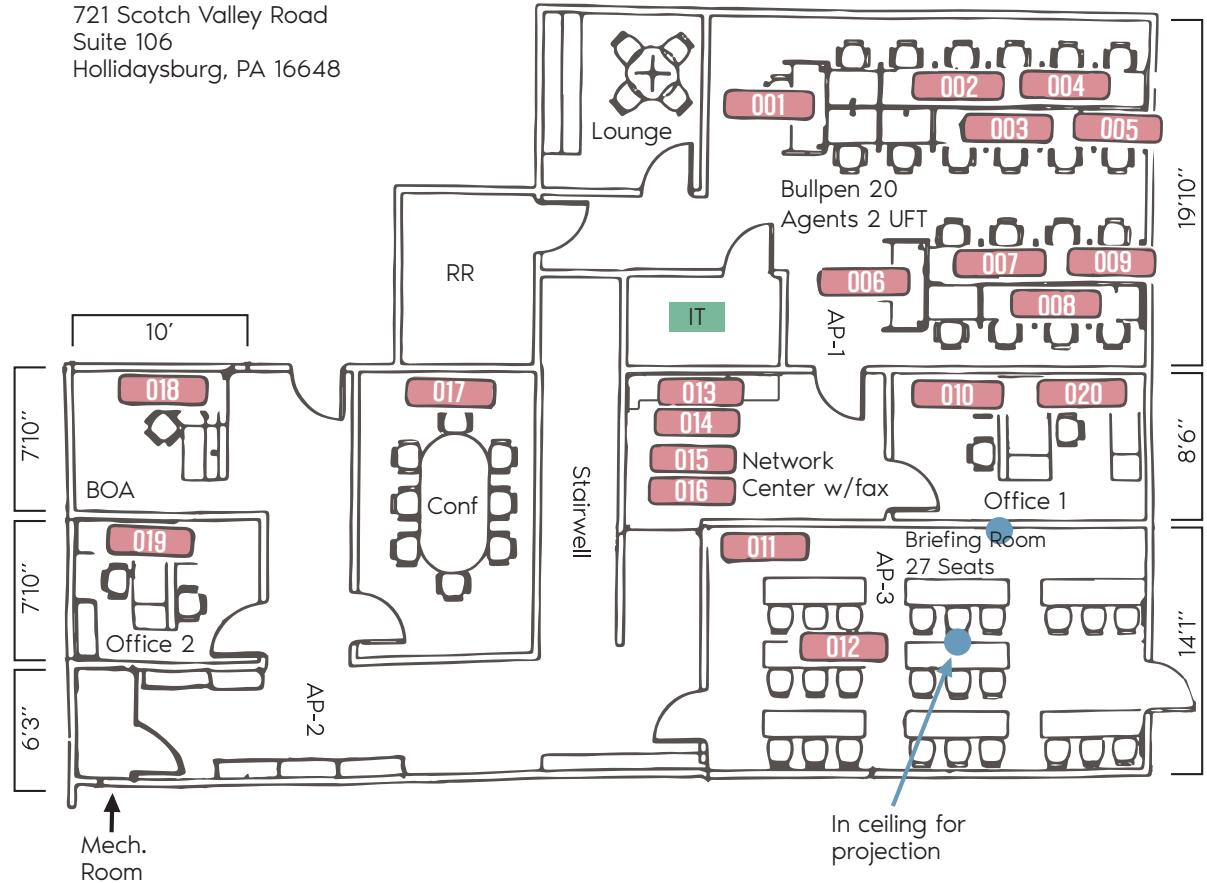 721 Scotch Valley Road
Suite 106
Hollidaysburg, PA 16648
Lounge
001
002
004
003
005
Bullpen 20
Agents 2 UFT
19'10"
RR
006
007
009
008
IT
AP-1
10'
018
017
013
010
020
014
7'10"
015
Network
8'6"
016
Center w/fax
BOA
Conf
Stairwell
Office 1
019
011
Briefing Room
27 Seats
AP-3
7'10"
Office 2
012
14'1"
AP-2
6'3"
In ceiling for
projection
Mech.
Room